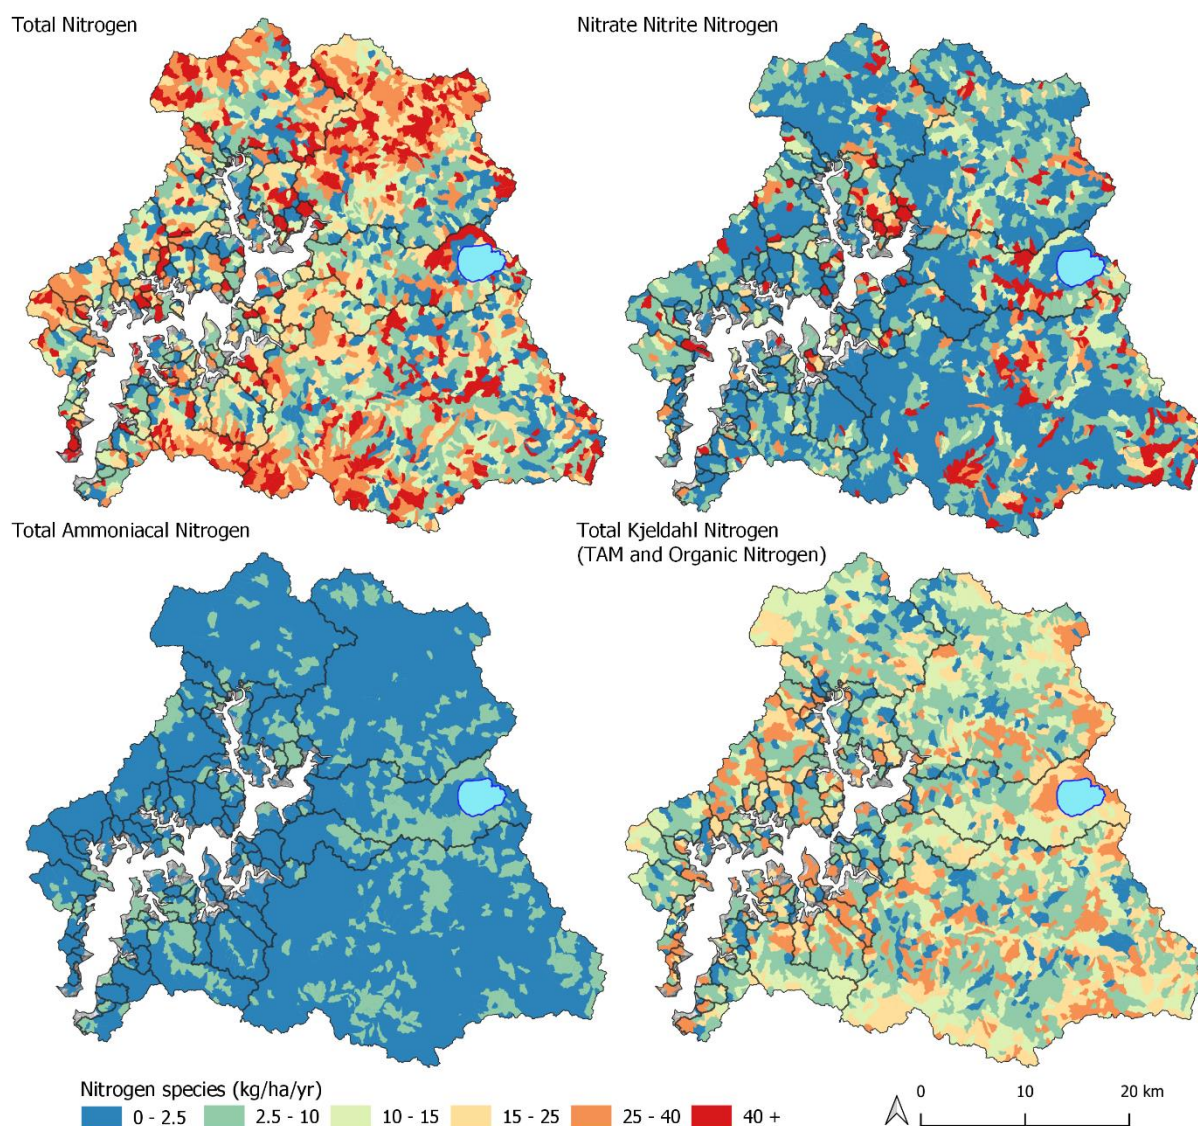 Total Nitrogen
Nitrate Nitrite Nitrogen
Total Ammoniacal Nitrogen
Total Kjeldahl Nitrogen
(TAM and Organic Nitrogen)
Nitrogen species (kg/ha/yr)
0 - 2.5
2.5 - 10
10 - 15
15 - 25
25 - 40
40 +
0
10
20 km